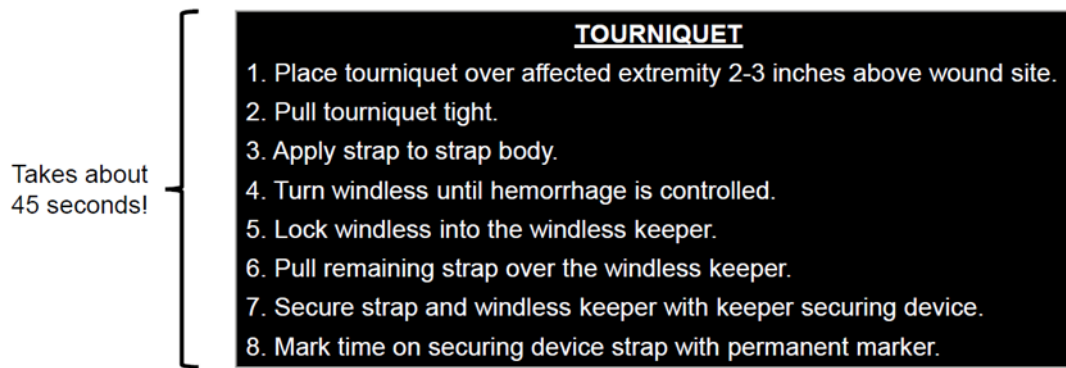 TOURNIQUET
1. Place tourniquet over affected extremity 2-3 inches above wound site.
2. Pull tourniquet tight.
3. Apply strap to strap body.
4. Turn windless until hemorrhage is controlled.
5. Lock windless into the windless keeper.
6. Pull remaining strap over the windless keeper.
7. Secure strap and windless keeper with keeper securing device.
8. Mark time on securing device strap with permanent marker.
Takes about
45 seconds!